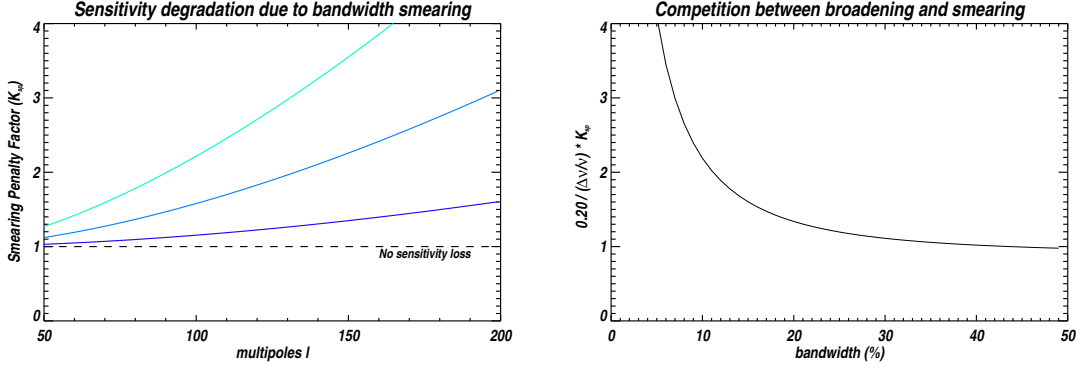 Sensitivity degradation due to bandwidth smearing
4
3
2
1
0
Smearing Penalty Factor (K_sp)
No sensitivity loss
50
100
150
200
multipoles l
Competition between broadening and smearing
4
3
2
1
0
0.20 / (Δν/ν) * K_sp
0
10
20
30
40
50
bandwidth (%)